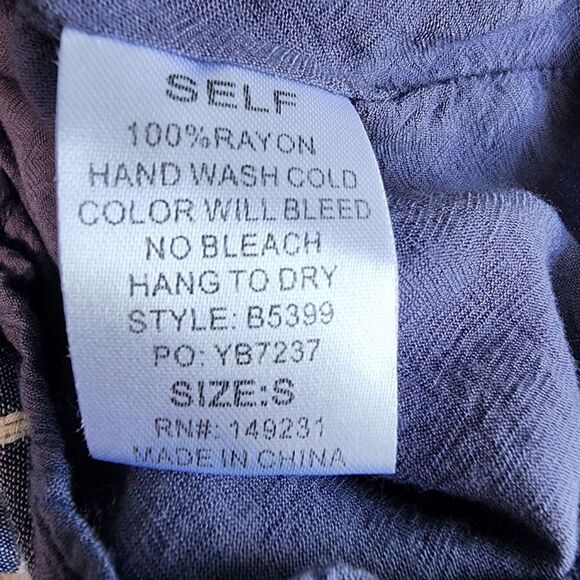 SELF
100%RAYON
HAND WASH COLD
COLOR WILL BLEED
NO BLEACH
HANG TO DRY
STYLE: B5399
PO: YB7237
SIZE:S
RN#: 149231
MADE IN CHINA